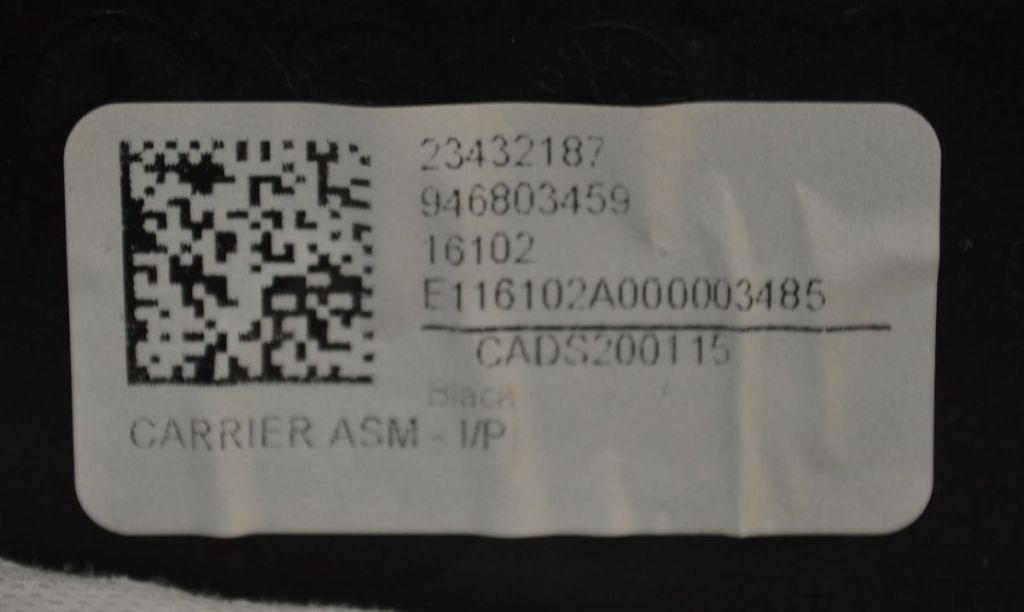 23432187
946803459
16102
E116102A000003485
CADS200115
Black
CARRIER ASM - I/P